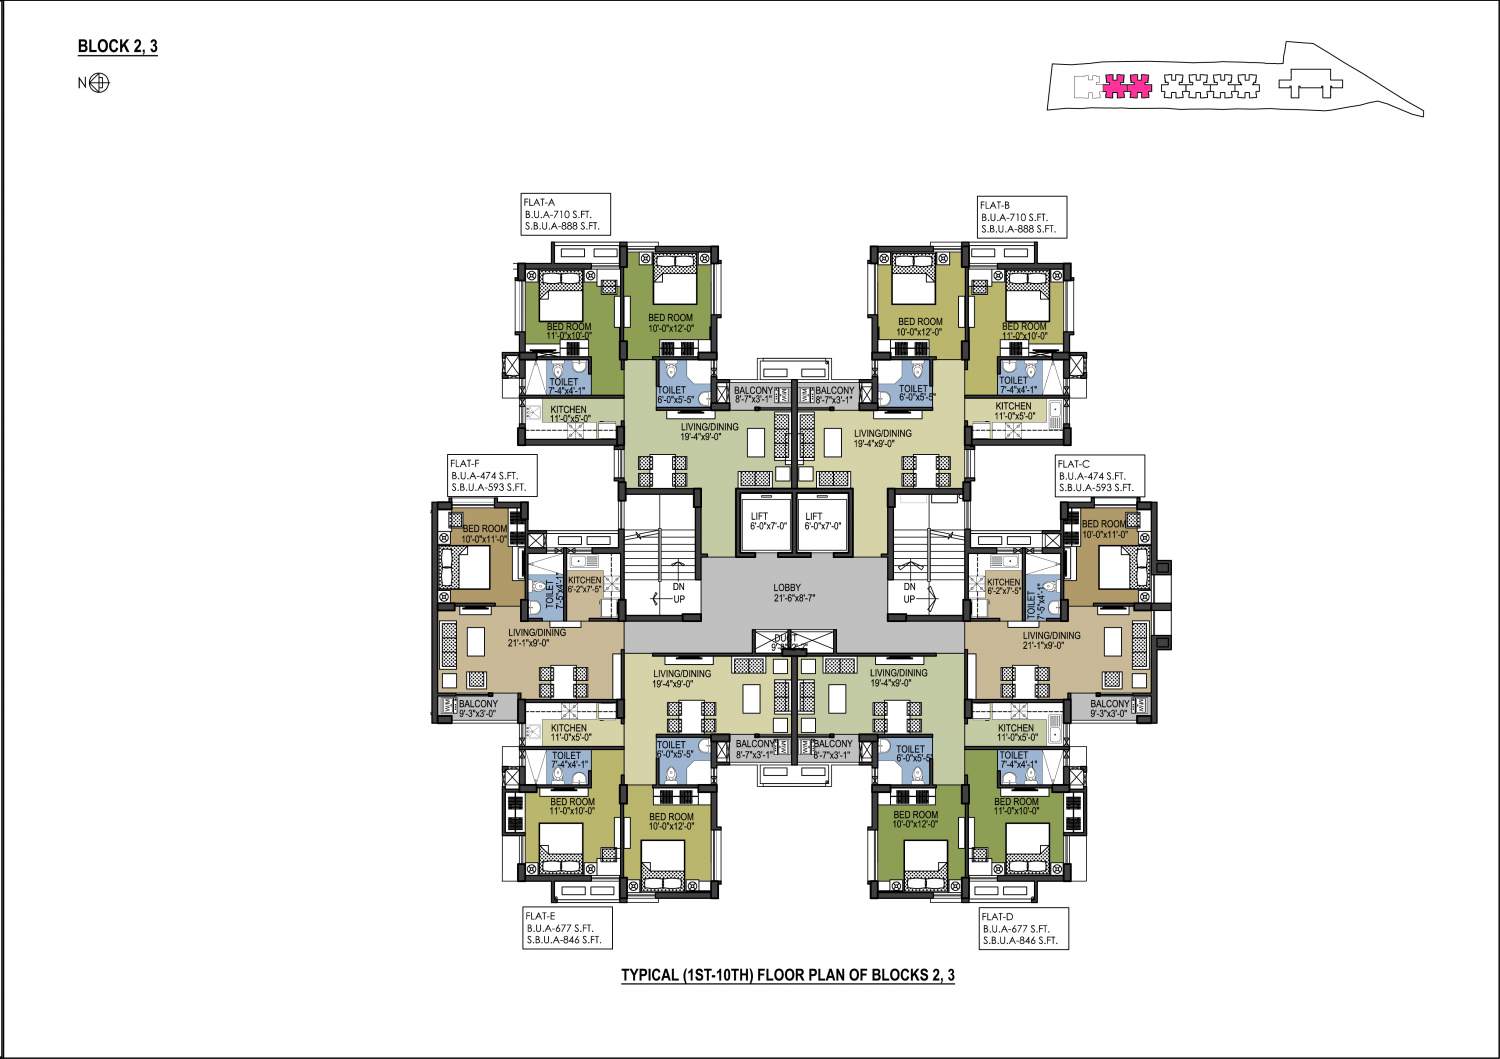 BLOCK 2, 3
N
FLAT-A
B.U.A-710 S.FT.
S.B.U.A-888 S.FT.
FLAT-B
B.U.A-710 S.FT.
S.B.U.A-888 S.FT.
BED ROOM
11'-0"x10'-0"
BED ROOM
10'-0"x12'-0"
BED ROOM
10'-0"x12'-0"
BED ROOM
11'-0"x10'-0"
TOILET
7'-4"x4'-1"
TOILET
6'-0"x5'-5"
BALCONY
8'-7"x3'-1"
W/M
BALCONY
8'-7"x3'-1"
W/M
TOILET
6'-0"x5'-5"
TOILET
7'-4"x4'-1"
KITCHEN
11'-0"x5'-0"
LIVING/DINING
19'-4"x9'-0"
LIVING/DINING
19'-4"x9'-0"
KITCHEN
11'-0"x5'-0"
FLAT-F
B.U.A-474 S.FT.
S.B.U.A-593 S.FT.
FLAT-C
B.U.A-474 S.FT.
S.B.U.A-593 S.FT.
LIFT
6'-0"x7'-0"
LIFT
6'-0"x7'-0"
BED ROOM
10'-0"x11'-0"
BED ROOM
10'-0"x11'-0"
TOILET
7'-5"x4'-1"
KITCHEN
6'-2"x7'-5"
DN
UP
LOBBY
21'-6"x8'-7"
DN
UP
KITCHEN
6'-2"x7'-5"
TOILET
7'-5"x4'-1"
LIVING/DINING
21'-1"x9'-0"
DUCT
LIVING/DINING
21'-1"x9'-0"
LIVING/DINING
19'-4"x9'-0"
LIVING/DINING
19'-4"x9'-0"
W/M
BALCONY
9'-3"x3'-0"
BALCONY
9'-3"x3'-0"
W/M
KITCHEN
11'-0"x5'-0"
KITCHEN
11'-0"x5'-0"
TOILET
7'-4"x4'-1"
TOILET
6'-0"x5'-5"
BALCONY
8'-7"x3'-1"
W/M
BALCONY
8'-7"x3'-1"
W/M
TOILET
6'-0"x5'-5"
TOILET
7'-4"x4'-1"
BED ROOM
11'-0"x10'-0"
BED ROOM
10'-0"x12'-0"
BED ROOM
10'-0"x12'-0"
BED ROOM
11'-0"x10'-0"
FLAT-E
B.U.A-677 S.FT.
S.B.U.A-846 S.FT.
FLAT-D
B.U.A-677 S.FT.
S.B.U.A-846 S.FT.
TYPICAL (1ST-10TH) FLOOR PLAN OF BLOCKS 2, 3